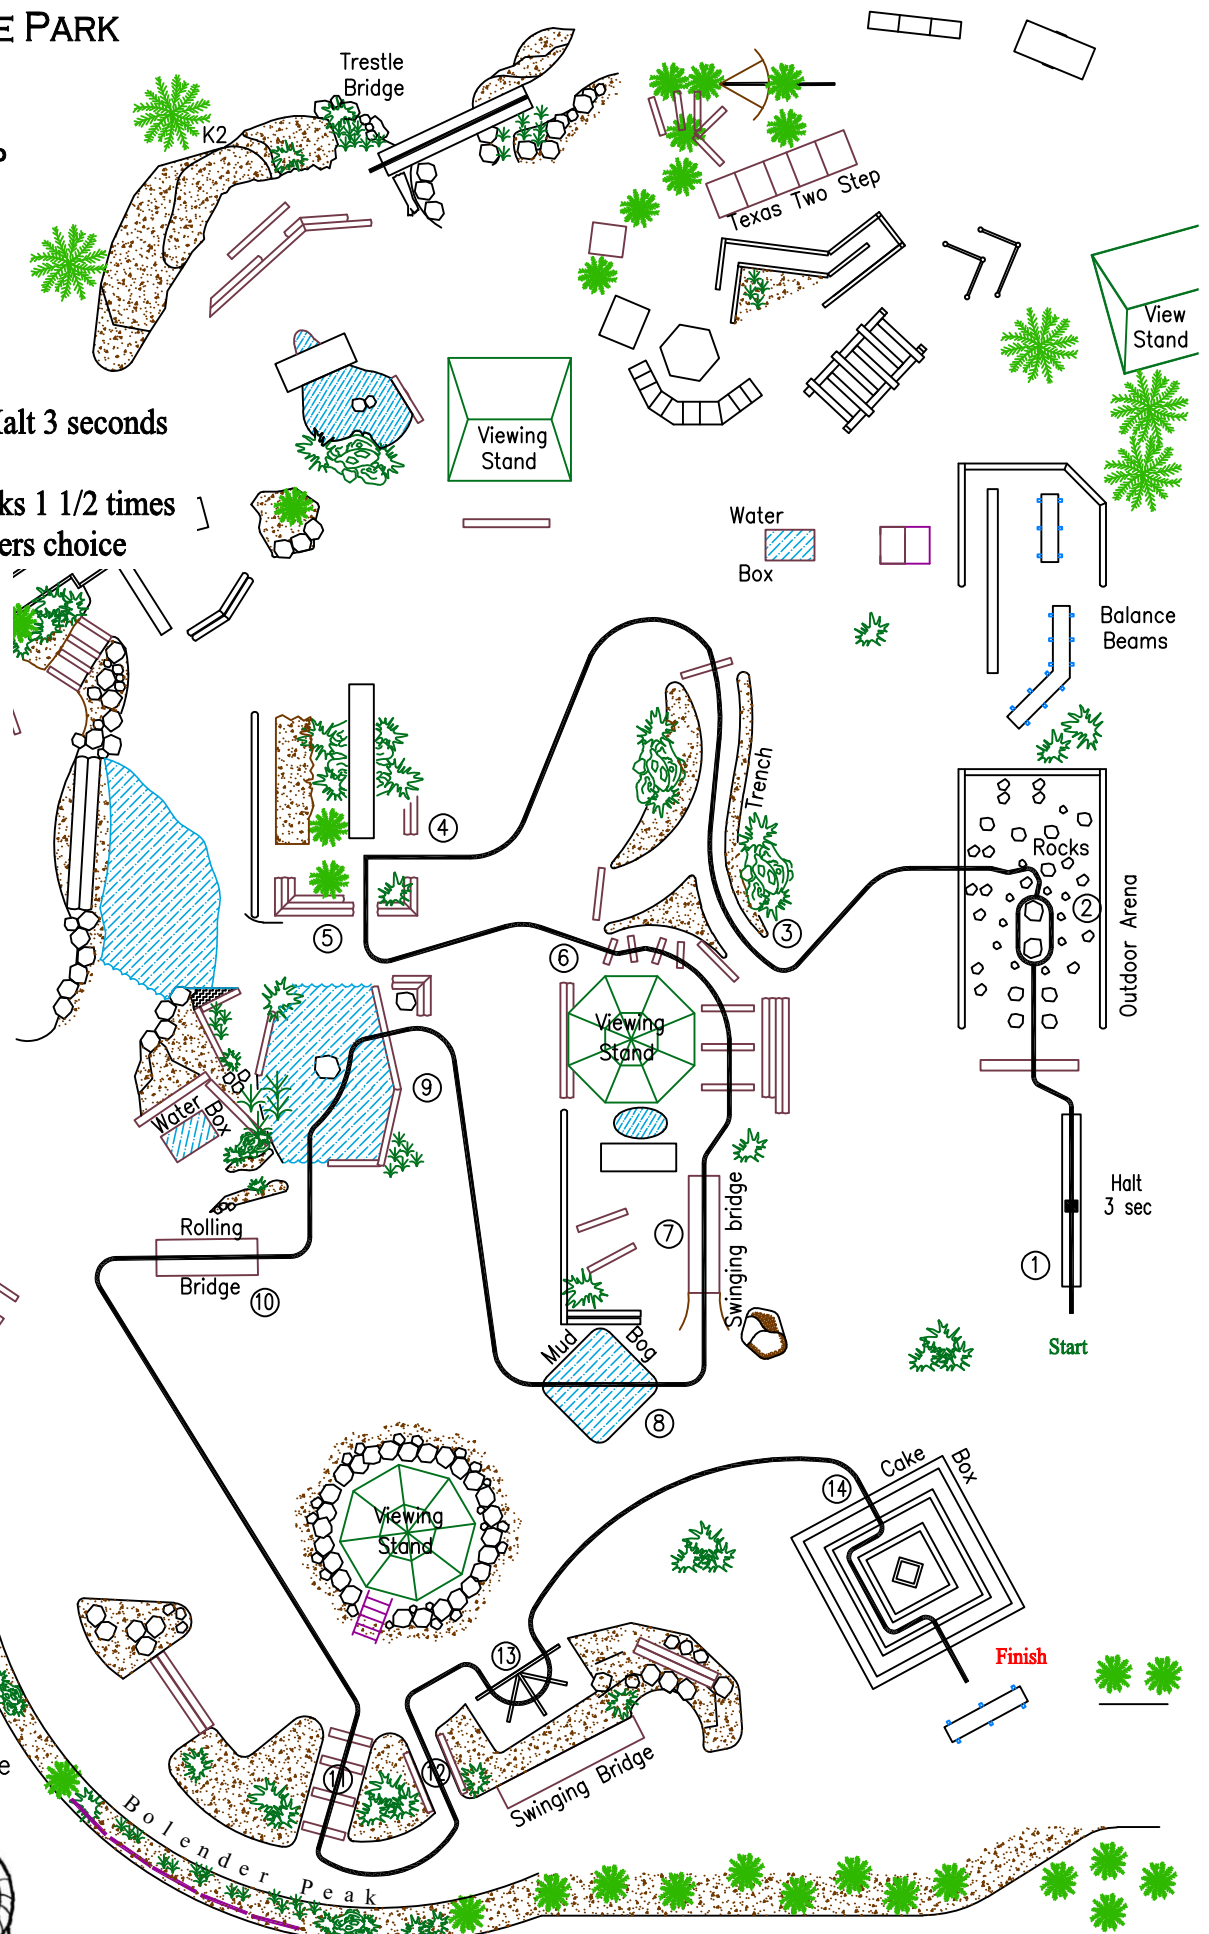 E PARK
Trestle
Bridge
K2
Texas Two Step
View
Stand
Halt 3 seconds
Viewing
Stand
ks 1 1/2 times
ers choice
Water
Box
Balance
Beams
Trench
4
Rocks
2
Outdoor Arena
5
3
6
Viewing
Stand
9
Water
Box
Halt
3 sec
Rolling
Bridge
10
7
Swinging bridge
1
Start
Mud
Bog
8
Cake
Box
14
Viewing
Stand
13
Finish
11
12
Swinging Bridge
e
Bolender Peak